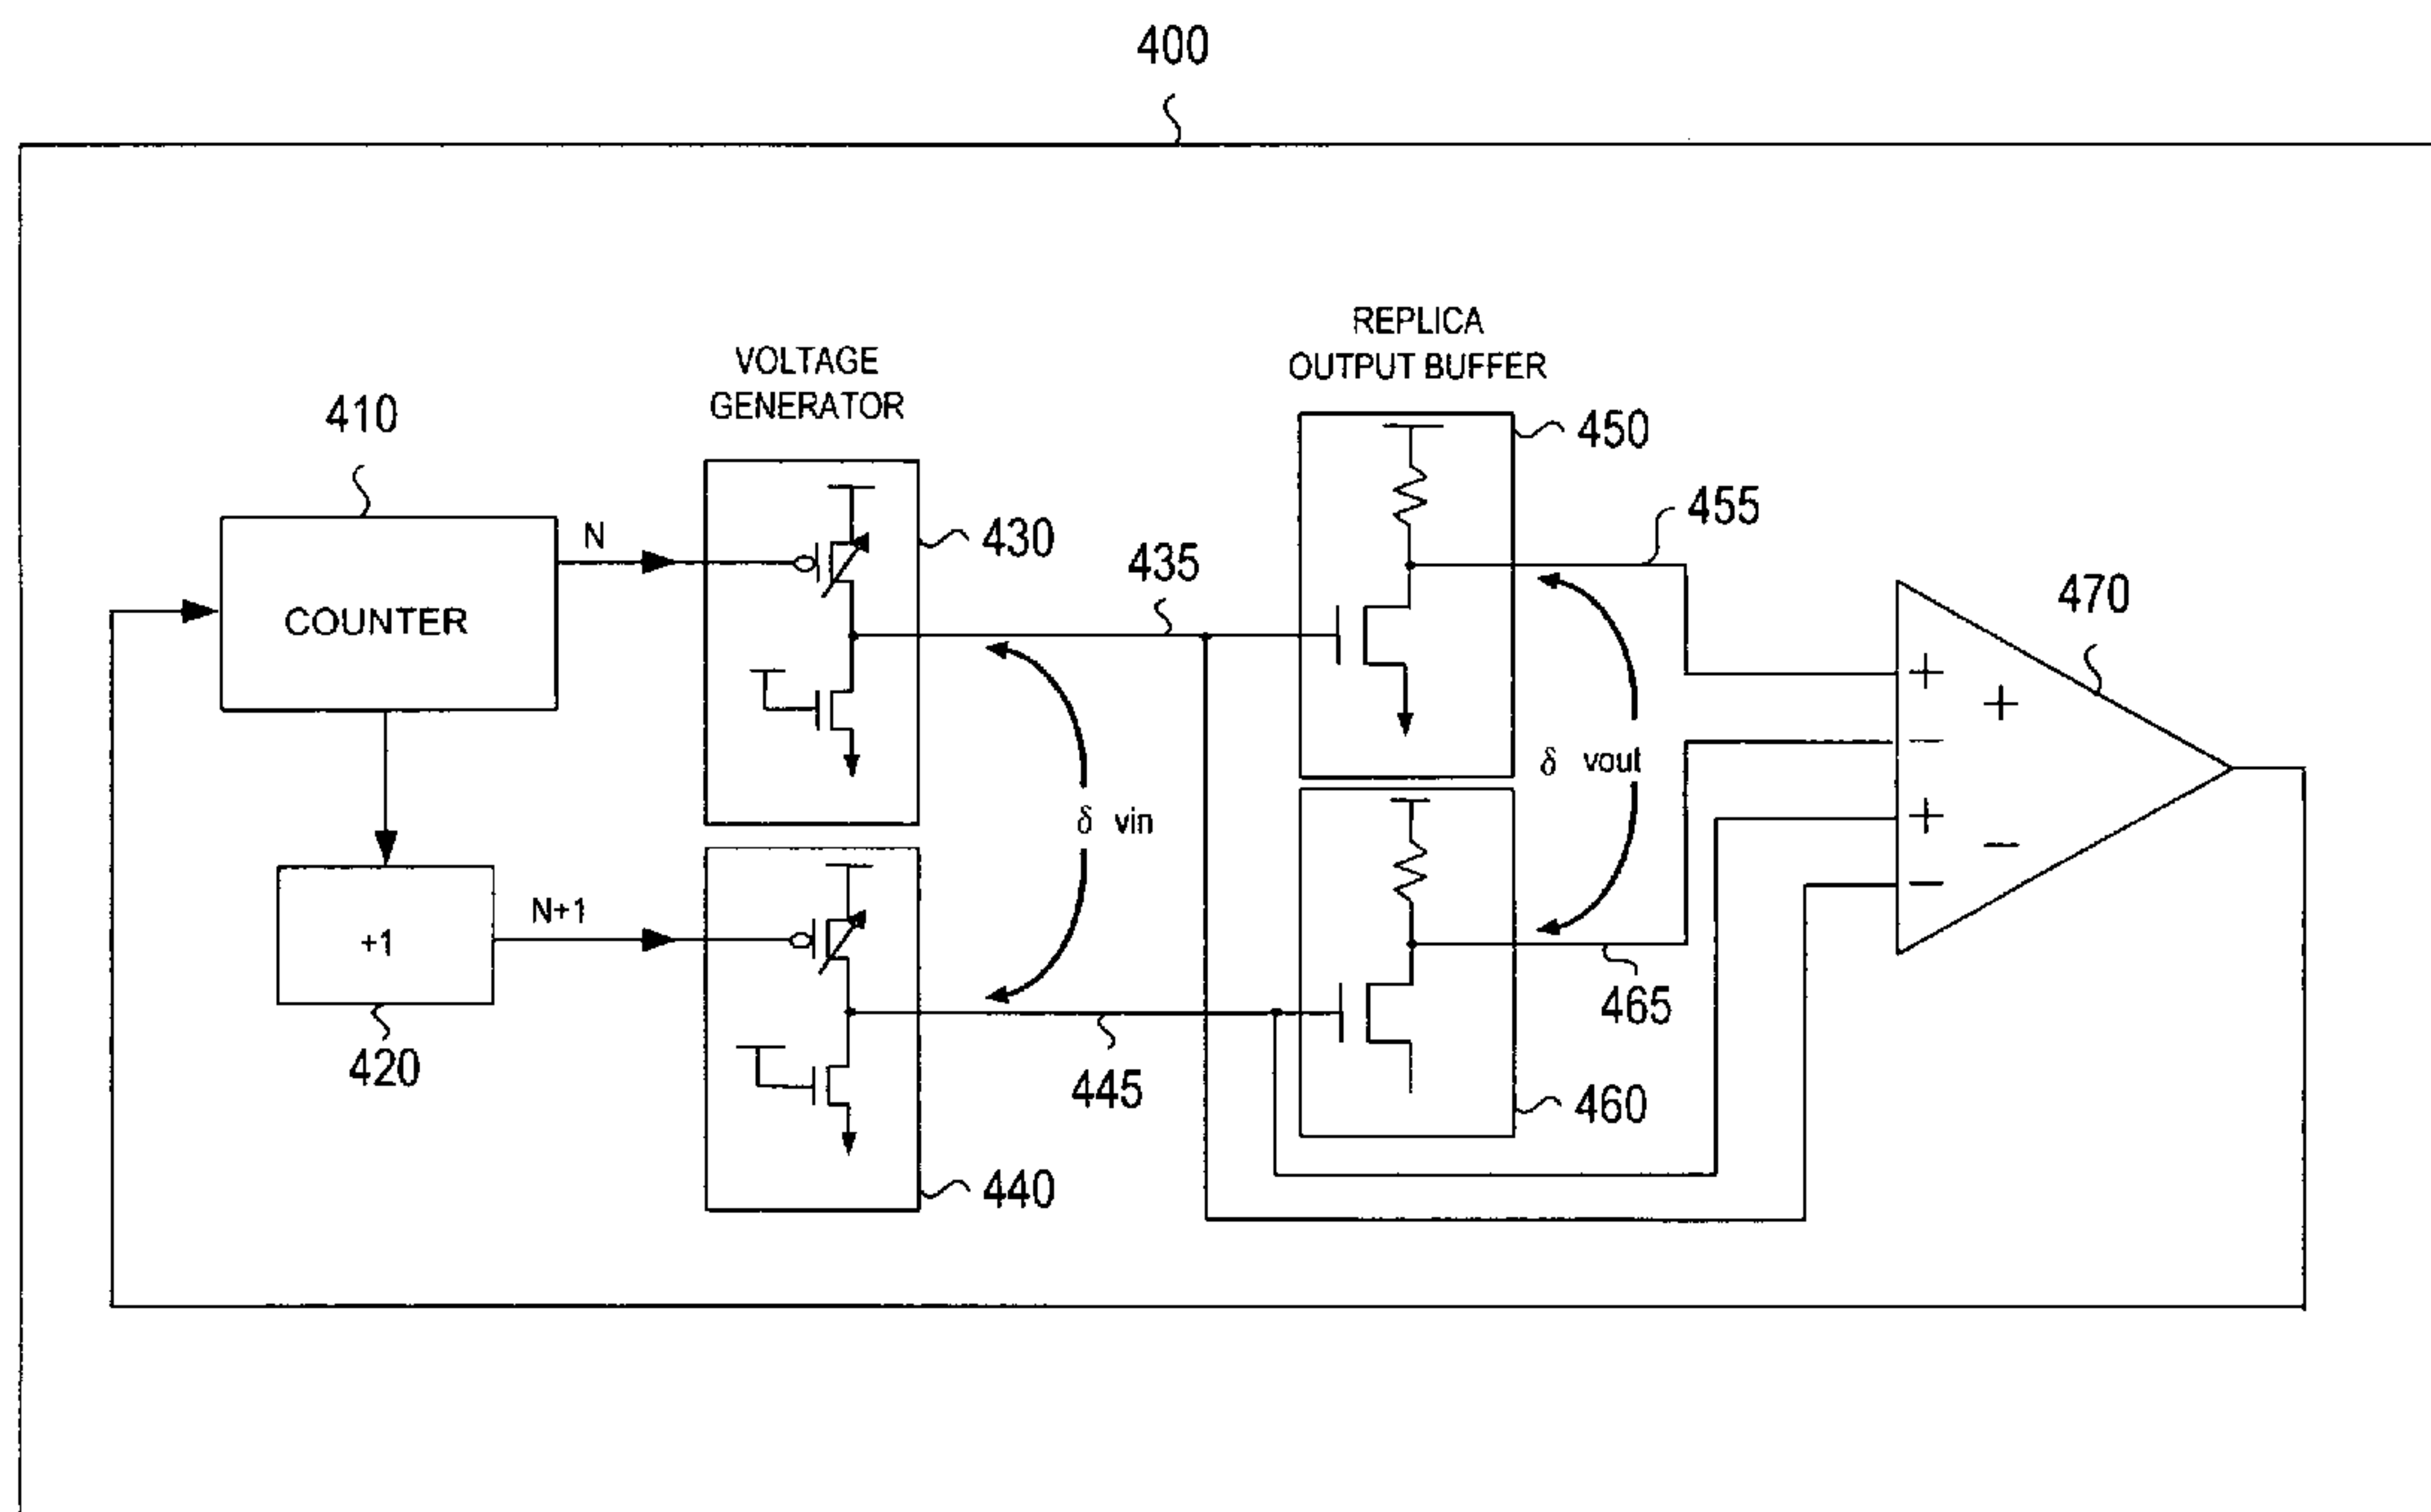 400
REPLICA
OUTPUT BUFFER
VOLTAGE
GENERATOR
410
450
455
N
430
435
470
COUNTER
+
+
−
δ vout
δ vin
+
−
−
N+1
+1
465
420
445
460
440